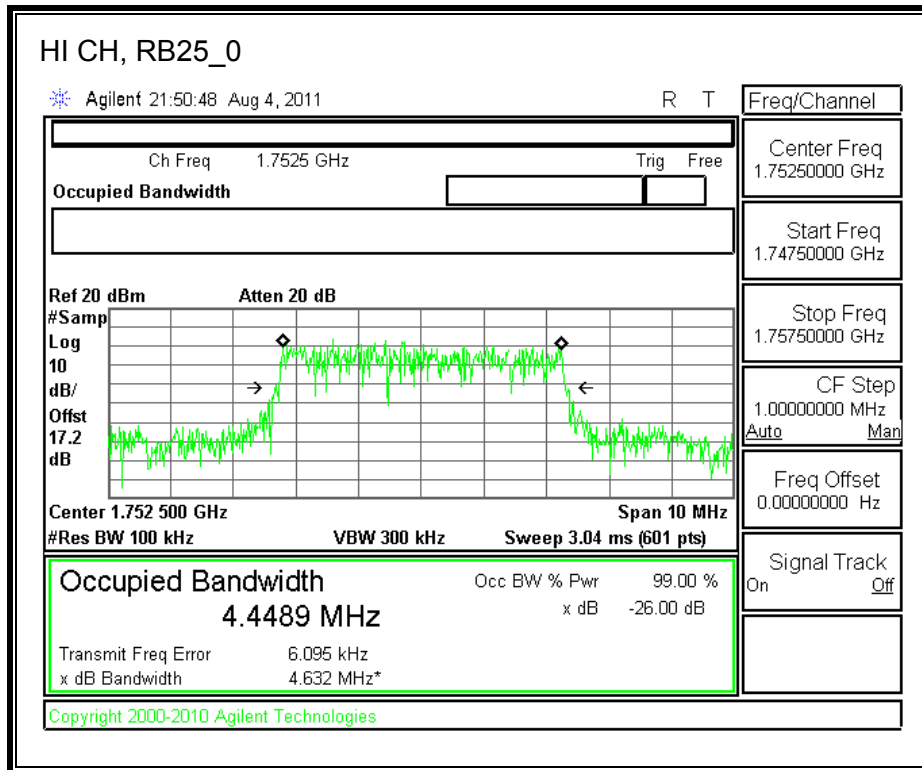 HI CH, RB25_0
Agilent 21:50:48 Aug 4, 2011 R T
Freq/Channel
Ch Freq 1.7525 GHz Trig Free
Occupied Bandwidth
Center Freq
1.75250000 GHz
Start Freq
1.74750000 GHz
Stop Freq
1.75750000 GHz
CF Step
1.00000000 MHz
Auto Man
Freq Offset
0.00000000 Hz
Signal Track
On Off
Ref 20 dBm Atten 20 dB
#Samp
Log
10
dB/
Offst
17.2
dB
Center 1.752 500 GHz Span 10 MHz
#Res BW 100 kHz VBW 300 kHz Sweep 3.04 ms (601 pts)
Occupied Bandwidth Occ BW % Pwr 99.00 %
4.4489 MHz x dB -26.00 dB
Transmit Freq Error 6.095 kHz
x dB Bandwidth 4.632 MHz*
Copyright 2000-2010 Agilent Technologies